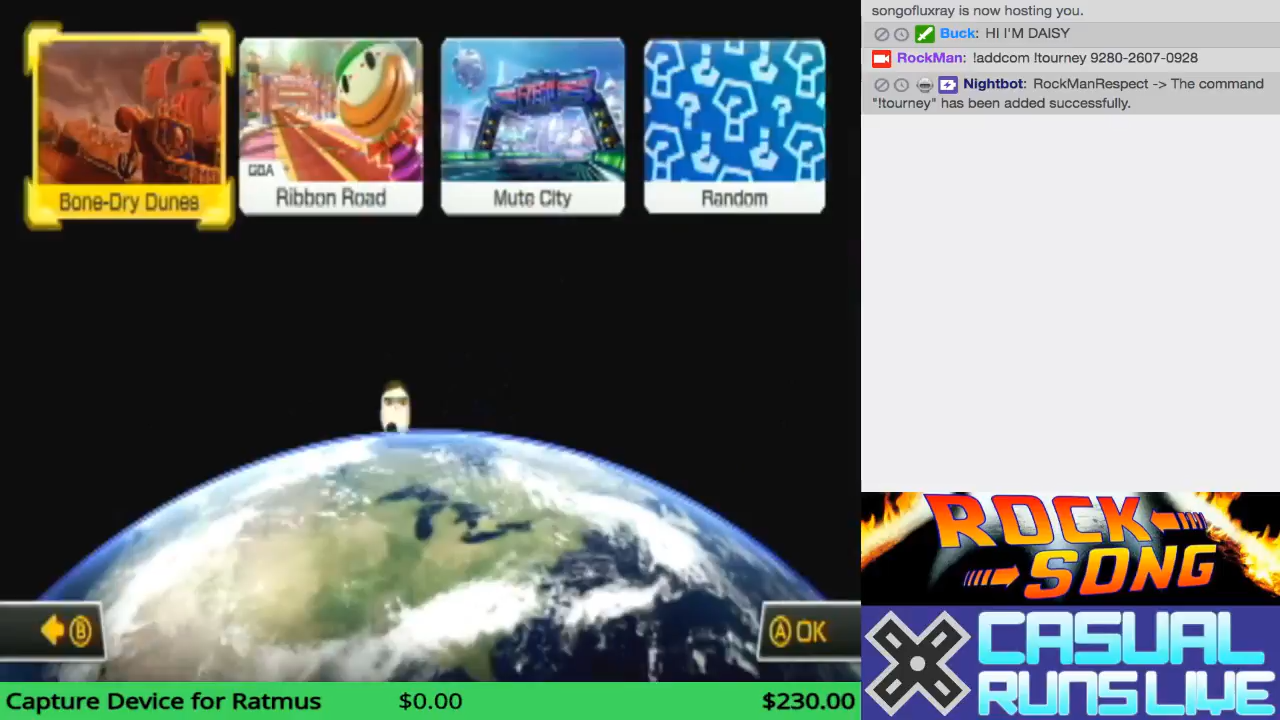 songofluxray is now hosting you.
Buck: HI I'M DAISY
RockMan: !addcom !tourney 9280-2607-0928
Nightbot: RockManRespect -> The command
"!tourney" has been added successfully.
Bone-Dry Dunes
GBA
Ribbon Road
Mute City
Random
B
A OK
ROCK
SONG
CASUAL
RUNS LIVE
Capture Device for Ratmus $0.00 $230.00